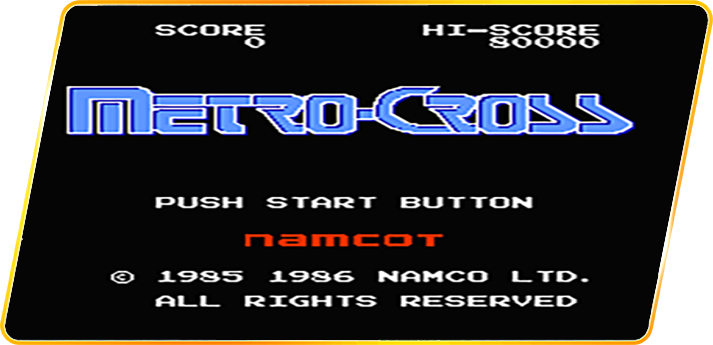 SCORE HI-SCORE
0 80000
METRO-CROSS
PUSH START BUTTON
namcot
© 1985 1986 NAMCO LTD.
ALL RIGHTS RESERVED